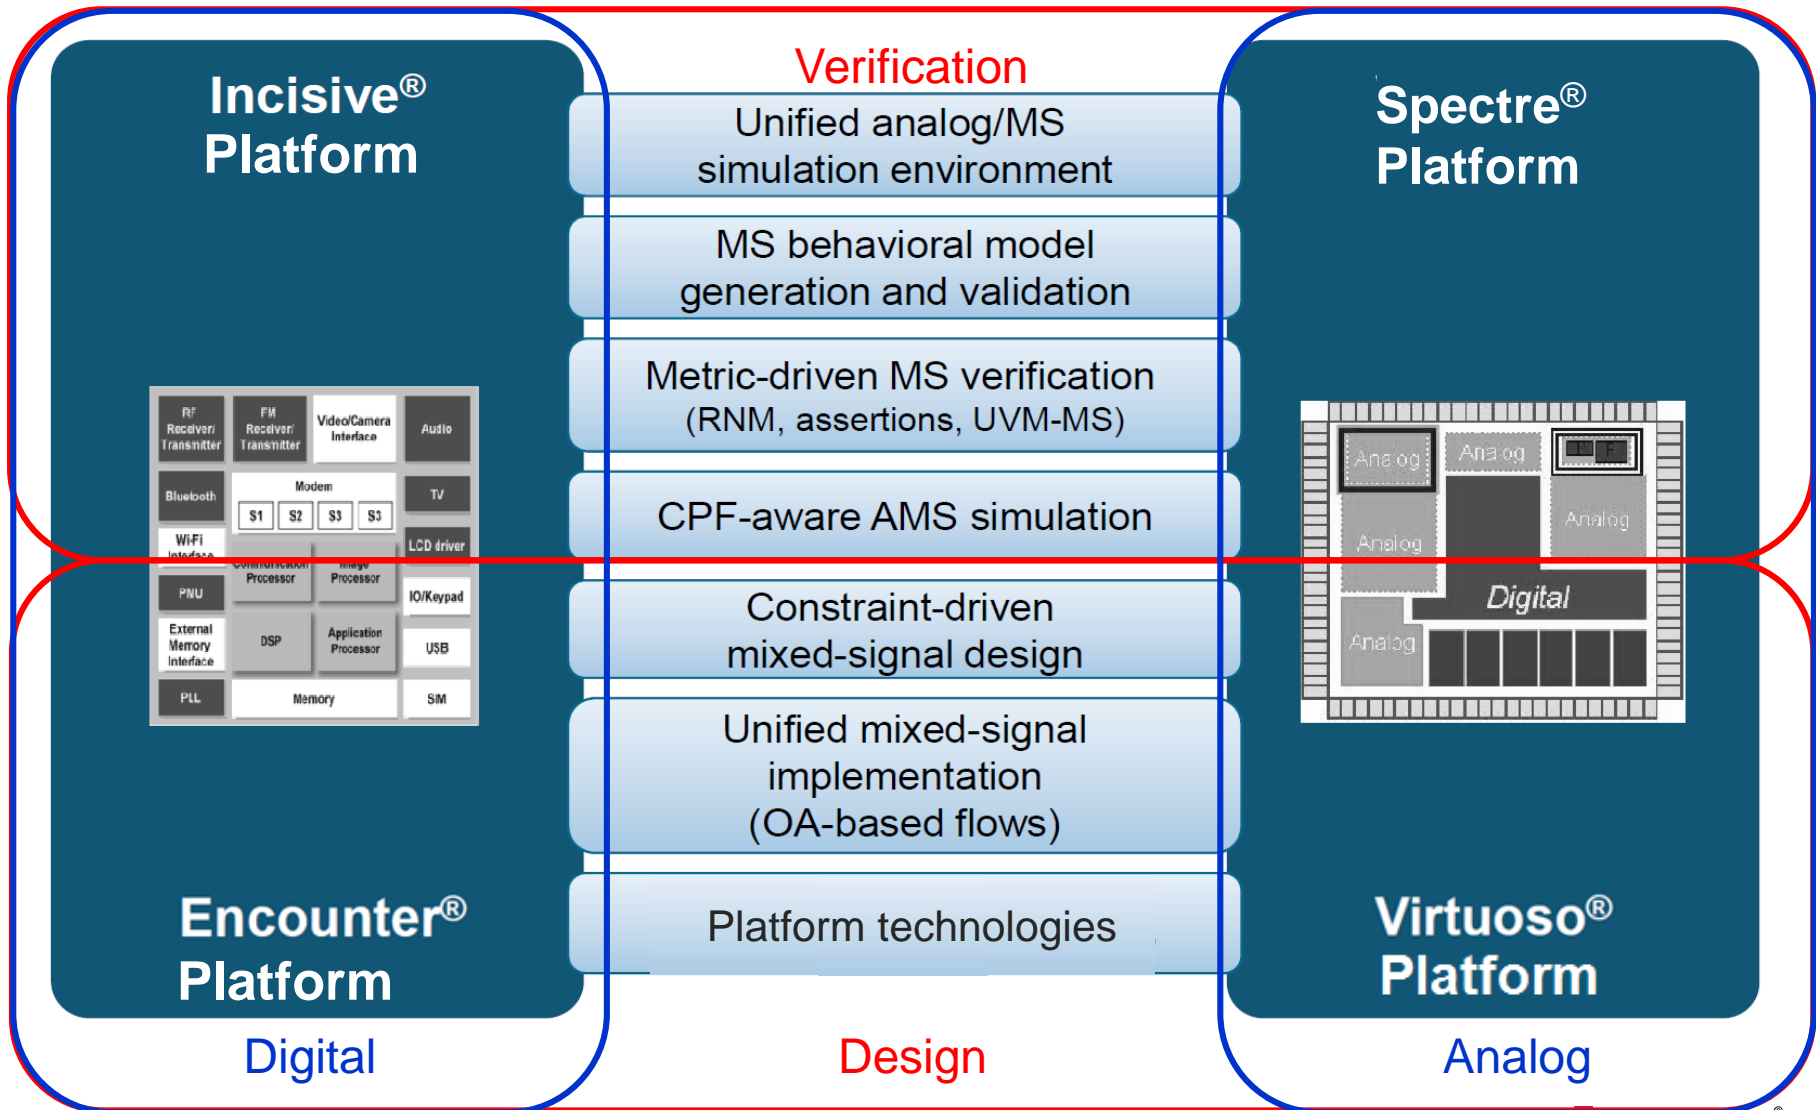 Verification
Incisive®
Platform
Spectre®
Platform
Unified analog/MS
simulation environment
MS behavioral model
generation and validation
Metric-driven MS verification
(RNM, assertions, UVM-MS)
CPF-aware AMS simulation
Constraint-driven
mixed-signal design
Unified mixed-signal
implementation
(OA-based flows)
Platform technologies
RF
Receiver/
Transmitter
FM
Receiver/
Transmitter
Video/Camera
Interface
Audio
Bluetooth
Modem
S1 S2 S3 S3
TV
Wi-Fi
Interface
LCD driver
Communication
Processor
Image
Processor
PNU
IO/Keypad
External
Memory
Interface
DSP
Application
Processor
USB
PLL
Memory
SIM
Analog
Analog
Analog
Analog
Digital
Analog
Encounter®
Platform
Virtuoso®
Platform
Digital
Design
Analog
®